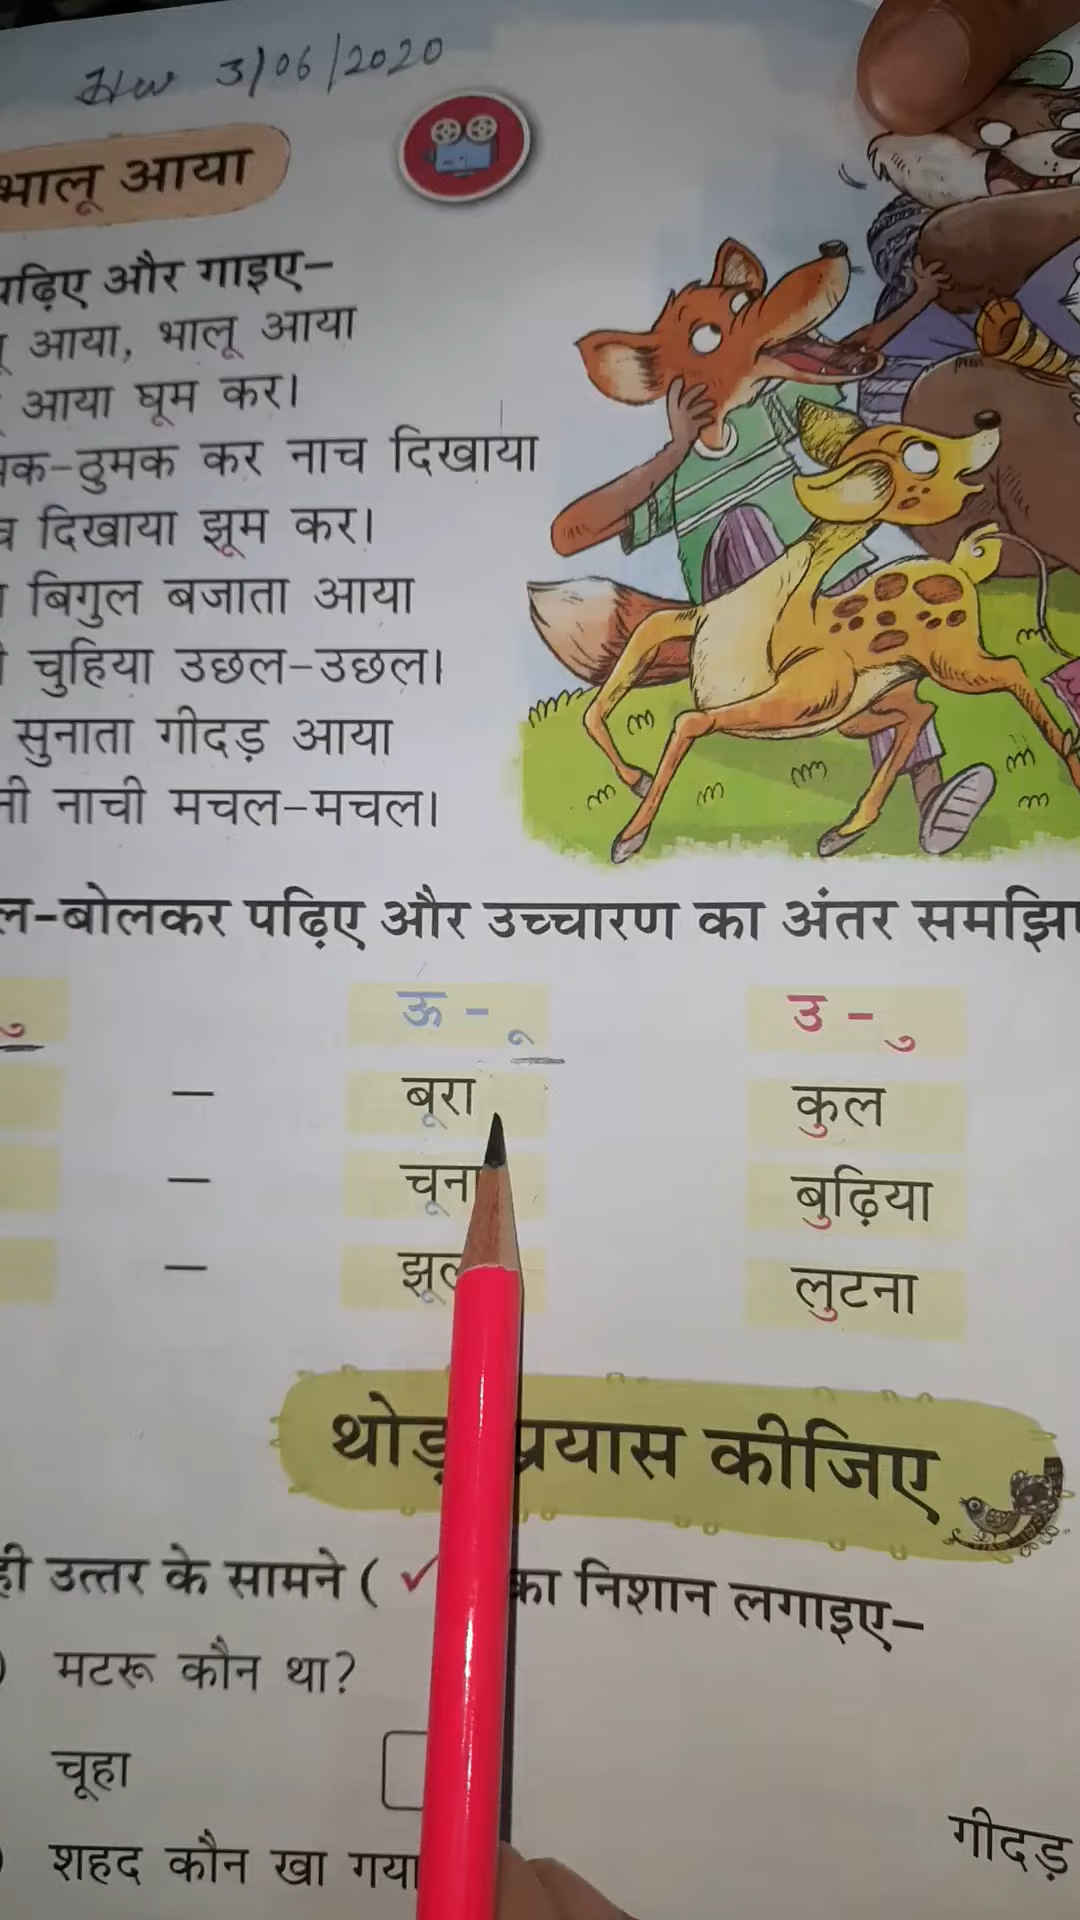 H/W 3/06/2020
भालू आया
पढ़िए और गाइए–
आया, भालू आया
आया घूम कर।
ठुमक कर नाच दिखाया
दिखाया झूम कर।
बिगुल बजाता आया
चुहिया उछल-उछल।
सुनाता गीदड़ आया
नाची मचल-मचल।
बोलकर पढ़िए और उच्चारण का अंतर समझि
ु ऊ - ू उ - ु
– बूरा कुल
– चूना बुढ़िया
– झू लुटना
प्रयास कीजिए
उत्तर के सामने ( ✓ का निशान लगाइए–
मटरू कौन था?
चूहा गीदड़
शहद कौन खा गया